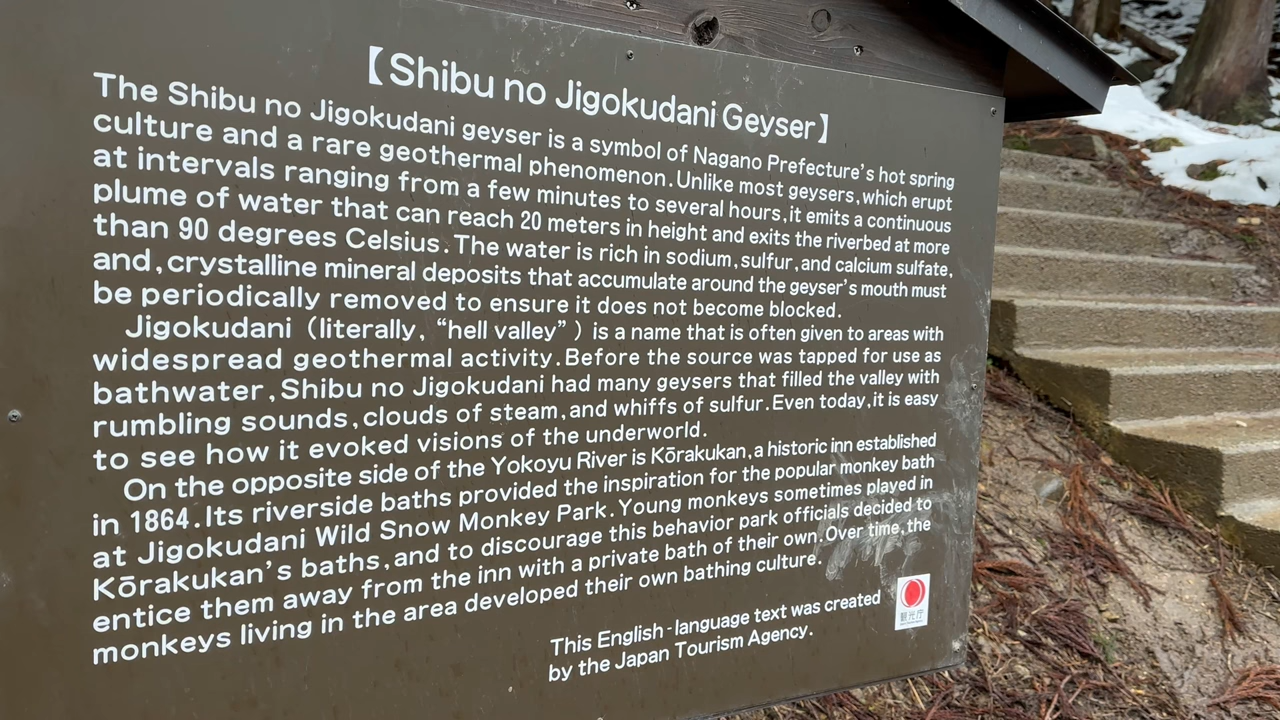 【Shibu no Jigokudani Geyser】
The Shibu no Jigokudani geyser is a symbol of Nagano Prefecture's hot spring
culture and a rare geothermal phenomenon. Unlike most geysers, which erupt
at intervals ranging from a few minutes to several hours, it emits a continuous
plume of water that can reach 20 meters in height and exits the riverbed at more
than 90 degrees Celsius. The water is rich in sodium, sulfur, and calcium sulfate,
and, crystalline mineral deposits that accumulate around the geyser's mouth must
be periodically removed to ensure it does not become blocked.
Jigokudani (literally, “hell valley”) is a name that is often given to areas with
widespread geothermal activity. Before the source was tapped for use as
bathwater, Shibu no Jigokudani had many geysers that filled the valley with
rumbling sounds, clouds of steam, and whiffs of sulfur. Even today, it is easy
to see how it evoked visions of the underworld.
On the opposite side of the Yokoyu River is Kōrakukan, a historic inn established
in 1864. Its riverside baths provided the inspiration for the popular monkey bath
at Jigokudani Wild Snow Monkey Park. Young monkeys sometimes played in
Kōrakukan's baths, and to discourage this behavior park officials decided to
entice them away from the inn with a private bath of their own. Over time, the
monkeys living in the area developed their own bathing culture.
This English-language text was created
by the Japan Tourism Agency.
観光庁